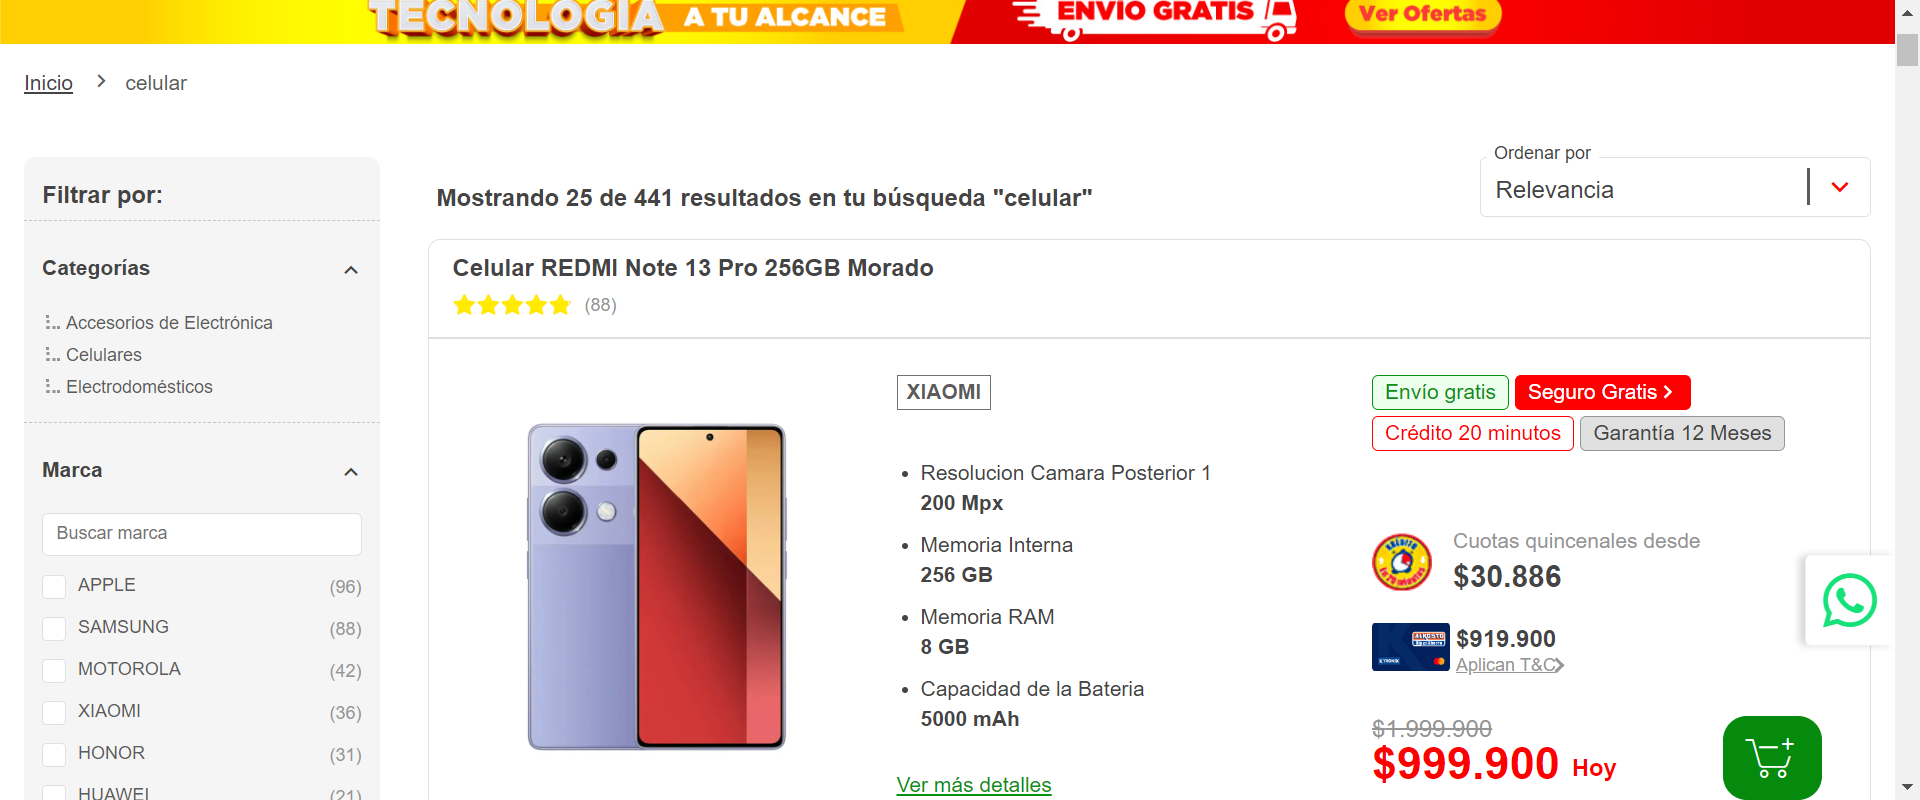 TECNOLOGÍA A TU ALCANCE
ENVÍO GRATIS
Ver Ofertas
Inicio
celular
Filtrar por:
Categorías
Accesorios de Electrónica
Celulares
Electrodomésticos
Marca
Buscar marca
APPLE (96)
SAMSUNG (88)
MOTOROLA (42)
XIAOMI (36)
HONOR (31)
HUAWEI (21)
Mostrando 25 de 441 resultados en tu búsqueda "celular"
Ordenar por
Relevancia
Celular REDMI Note 13 Pro 256GB Morado
(88)
XIAOMI
Resolucion Camara Posterior 1
200 Mpx
Memoria Interna
256 GB
Memoria RAM
8 GB
Capacidad de la Bateria
5000 mAh
Ver más detalles
Envío gratis
Seguro Gratis
Crédito 20 minutos
Garantía 12 Meses
Cuotas quincenales desde
$30.886
ALKOSTO
K-TRONIX
$919.900
Aplican T&C
$1.999.900
$999.900 Hoy